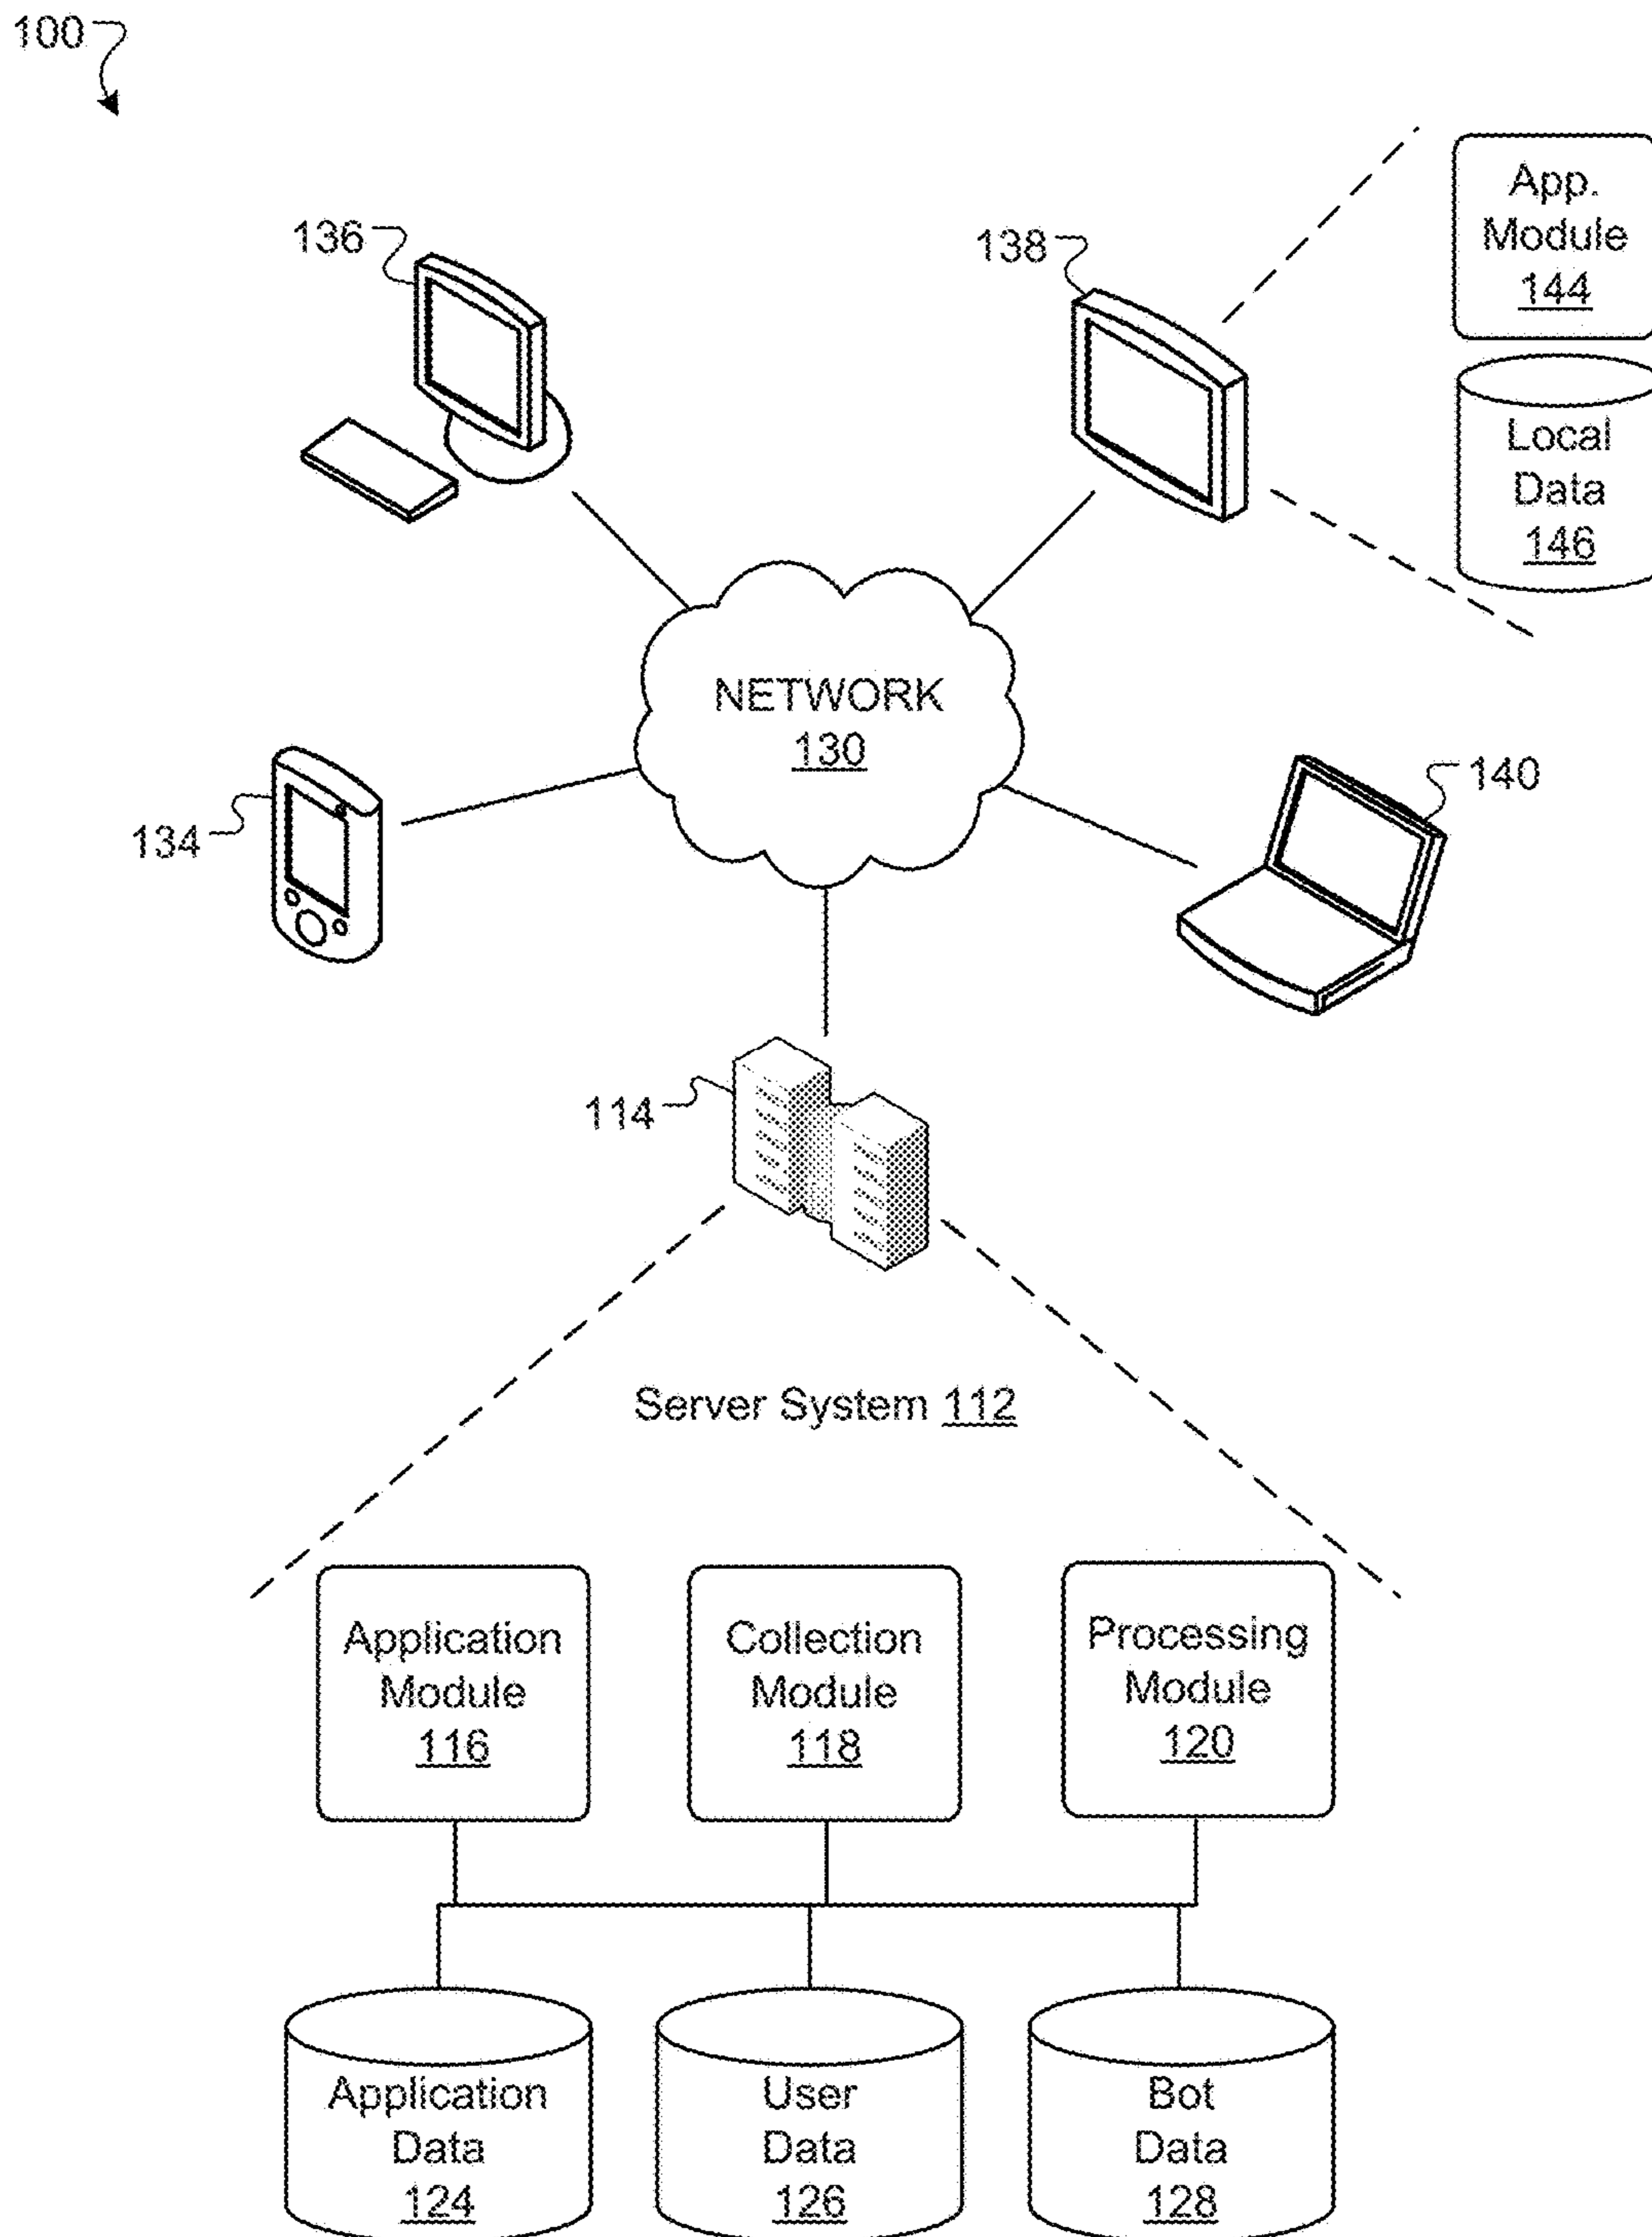 100
136
138
App.
Module
144
Local
Data
146
NETWORK
130
134
140
114
Server System 112
Application
Module
116
Collection
Module
118
Processing
Module
120
Application
Data
124
User
Data
126
Bot
Data
128